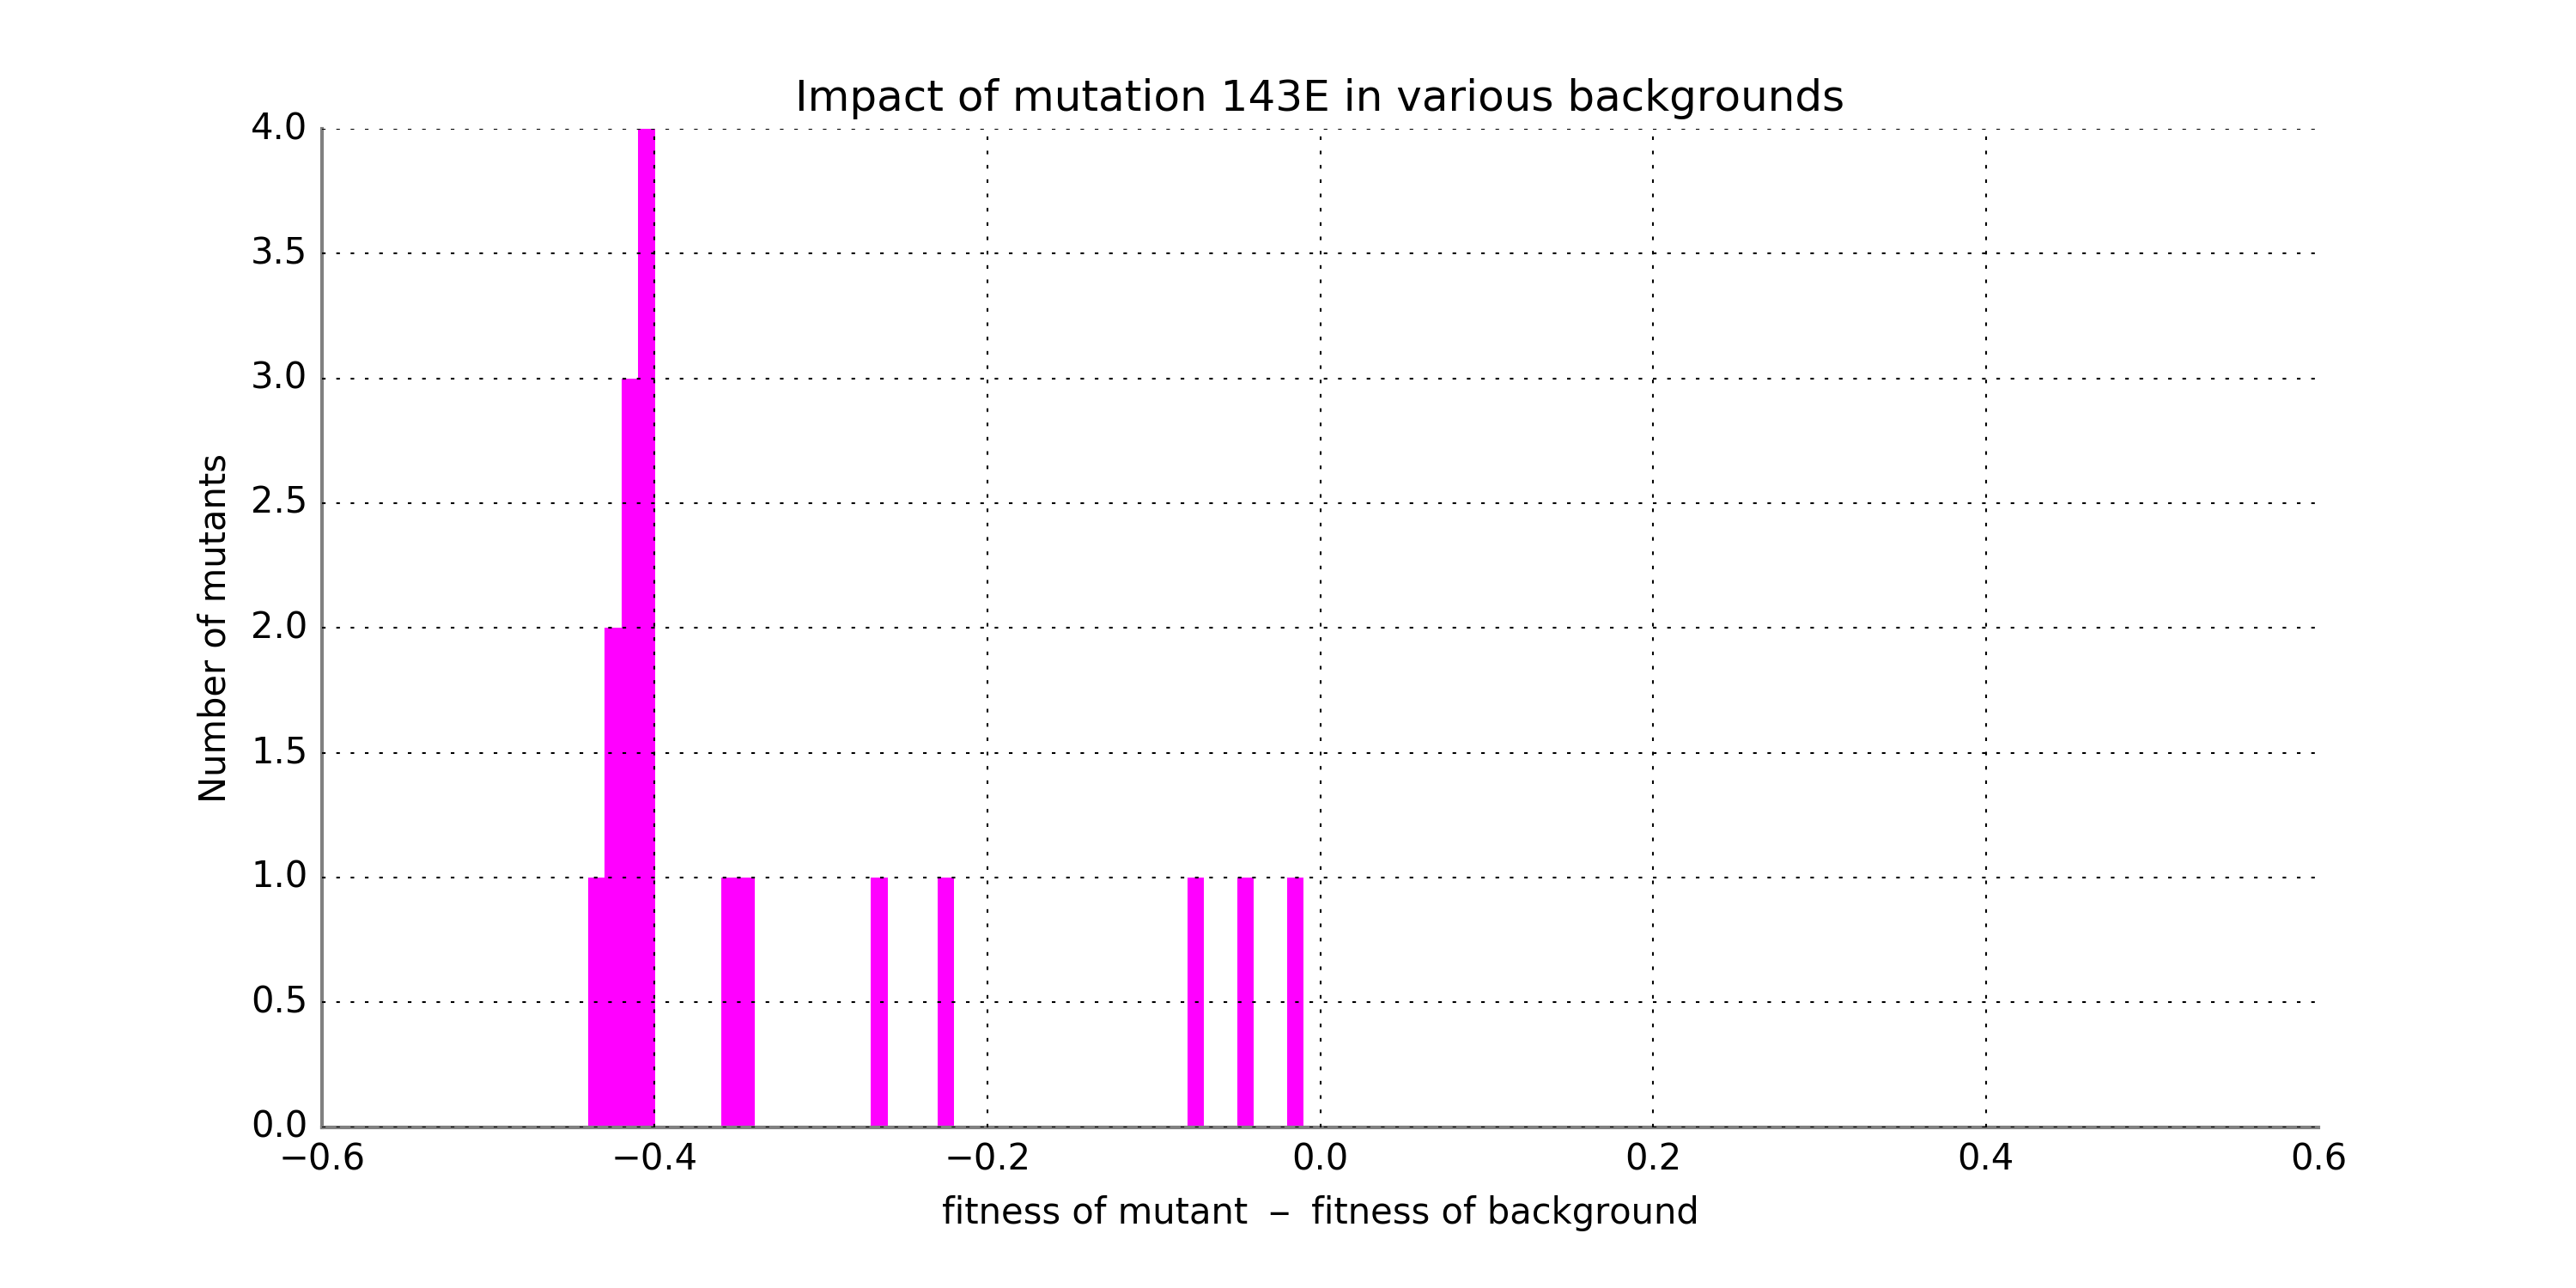 Impact of mutation 143E in various backgrounds
4.0
3.5
3.0
2.5
2.0
1.5
1.0
0.5
0.0
Number of mutants
−0.6 −0.4 −0.2 0.0 0.2 0.4 0.6
fitness of mutant − fitness of background